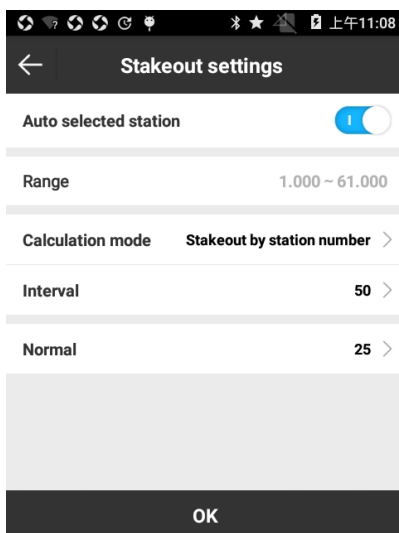 上午11:08
Stakeout settings
Auto selected station
Range 1.000 ~ 61.000
Calculation mode Stakeout by station number
Interval 50
Normal 25
OK